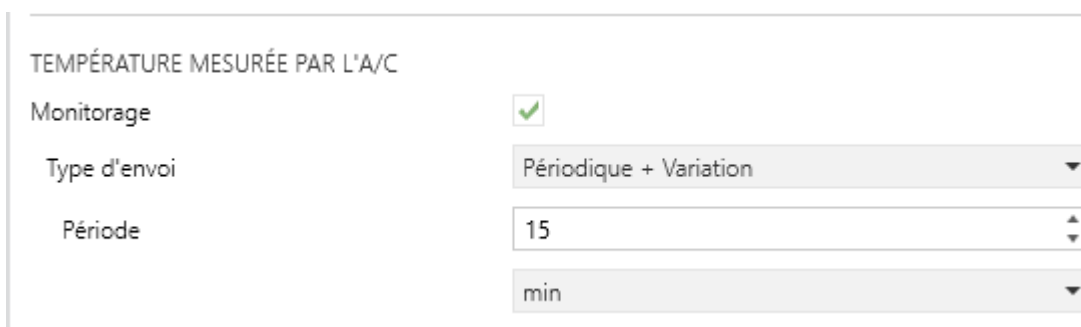 TEMPÉRATURE MESURÉE PAR L'A/C
Monitorage
Type d'envoi Périodique + Variation
Période 15
min